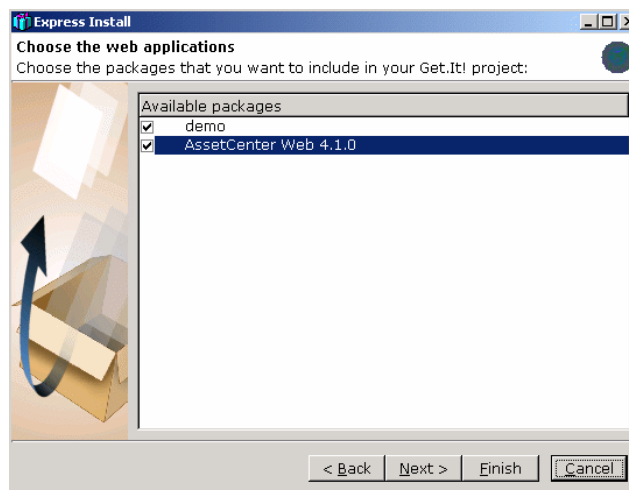 Express Install
Choose the web applications
Choose the packages that you want to include in your Get.It! project:
Available packages
demo
AssetCenter Web 4.1.0
< Back Next > Finish Cancel